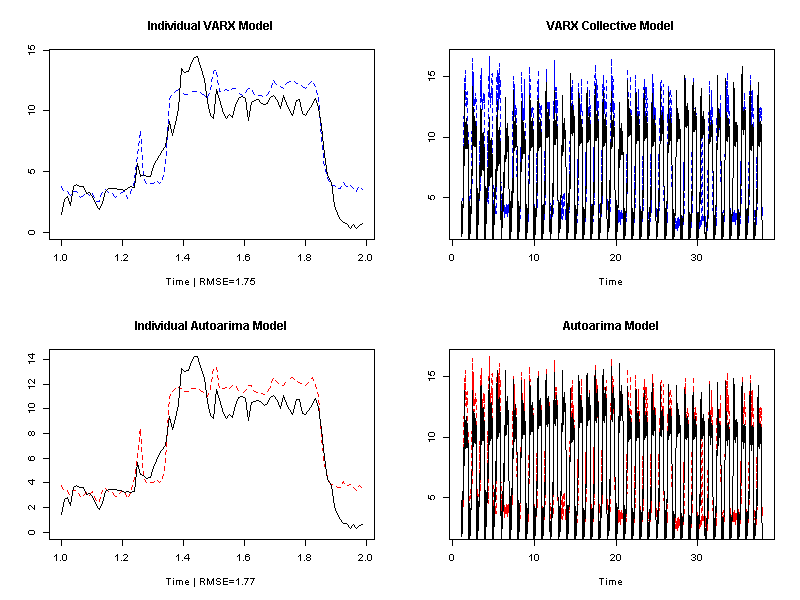 Individual VARX Model
15
10
5
0
1.0 1.2 1.4 1.6 1.8 2.0
Time | RMSE=1.75
VARX Collective Model
15
10
5
0 10 20 30
Time
Individual Autoarima Model
14
12
10
8
6
4
2
0
1.0 1.2 1.4 1.6 1.8 2.0
Time | RMSE=1.77
Autoarima Model
15
10
5
0 10 20 30
Time